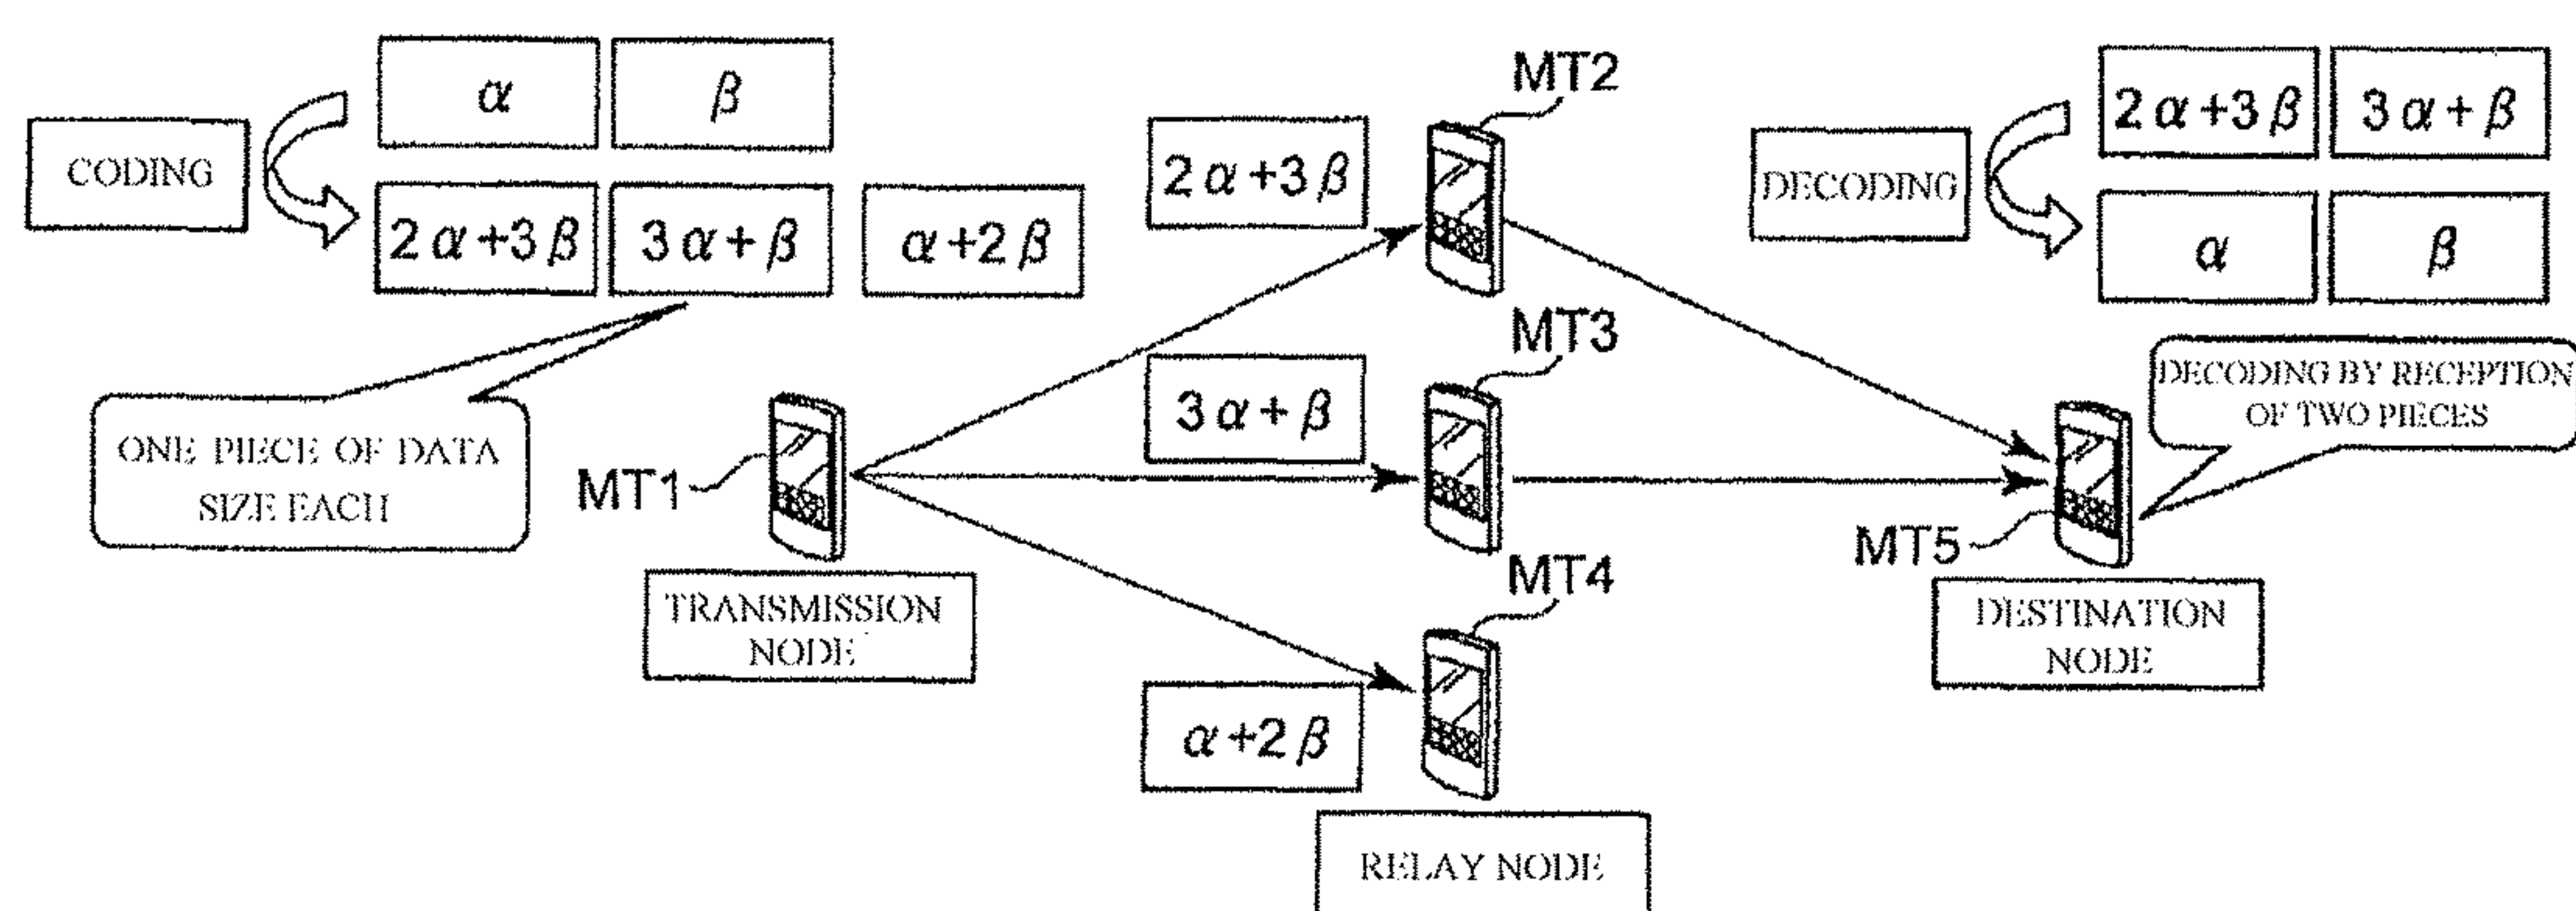 α
β
CODING
2α+3β
3α+β
α+2β
ONE PIECE OF DATA
SIZE EACH
MT1
TRANSMISSION
NODE
MT2
2α+3β
MT3
3α+β
MT4
α+2β
RELAY NODE
2α+3β
3α+β
DECODING
α
β
DECODING BY RECEPTION
OF TWO PIECES
MT5
DESTINATION
NODE